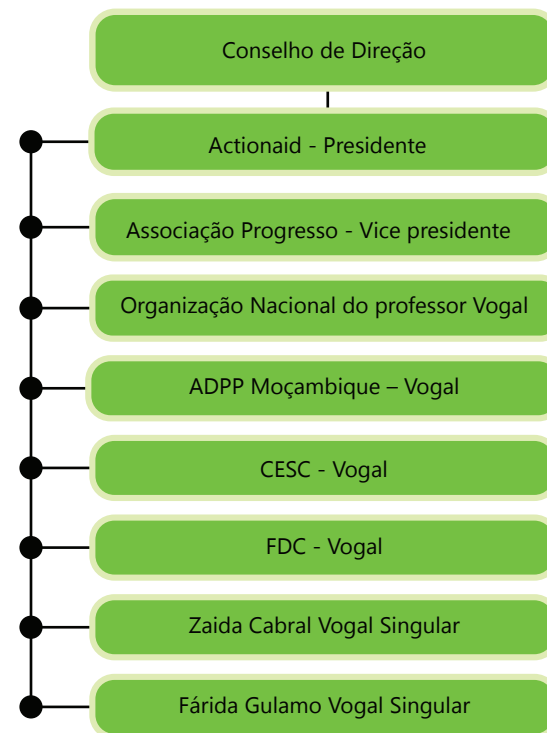 Conselho de Direção
Actionaid - Presidente
Associação Progresso - Vice presidente
Organização Nacional do professor Vogal
ADPP Moçambique – Vogal
CESC - Vogal
FDC - Vogal
Zaida Cabral Vogal Singular
Fárida Gulamo Vogal Singular